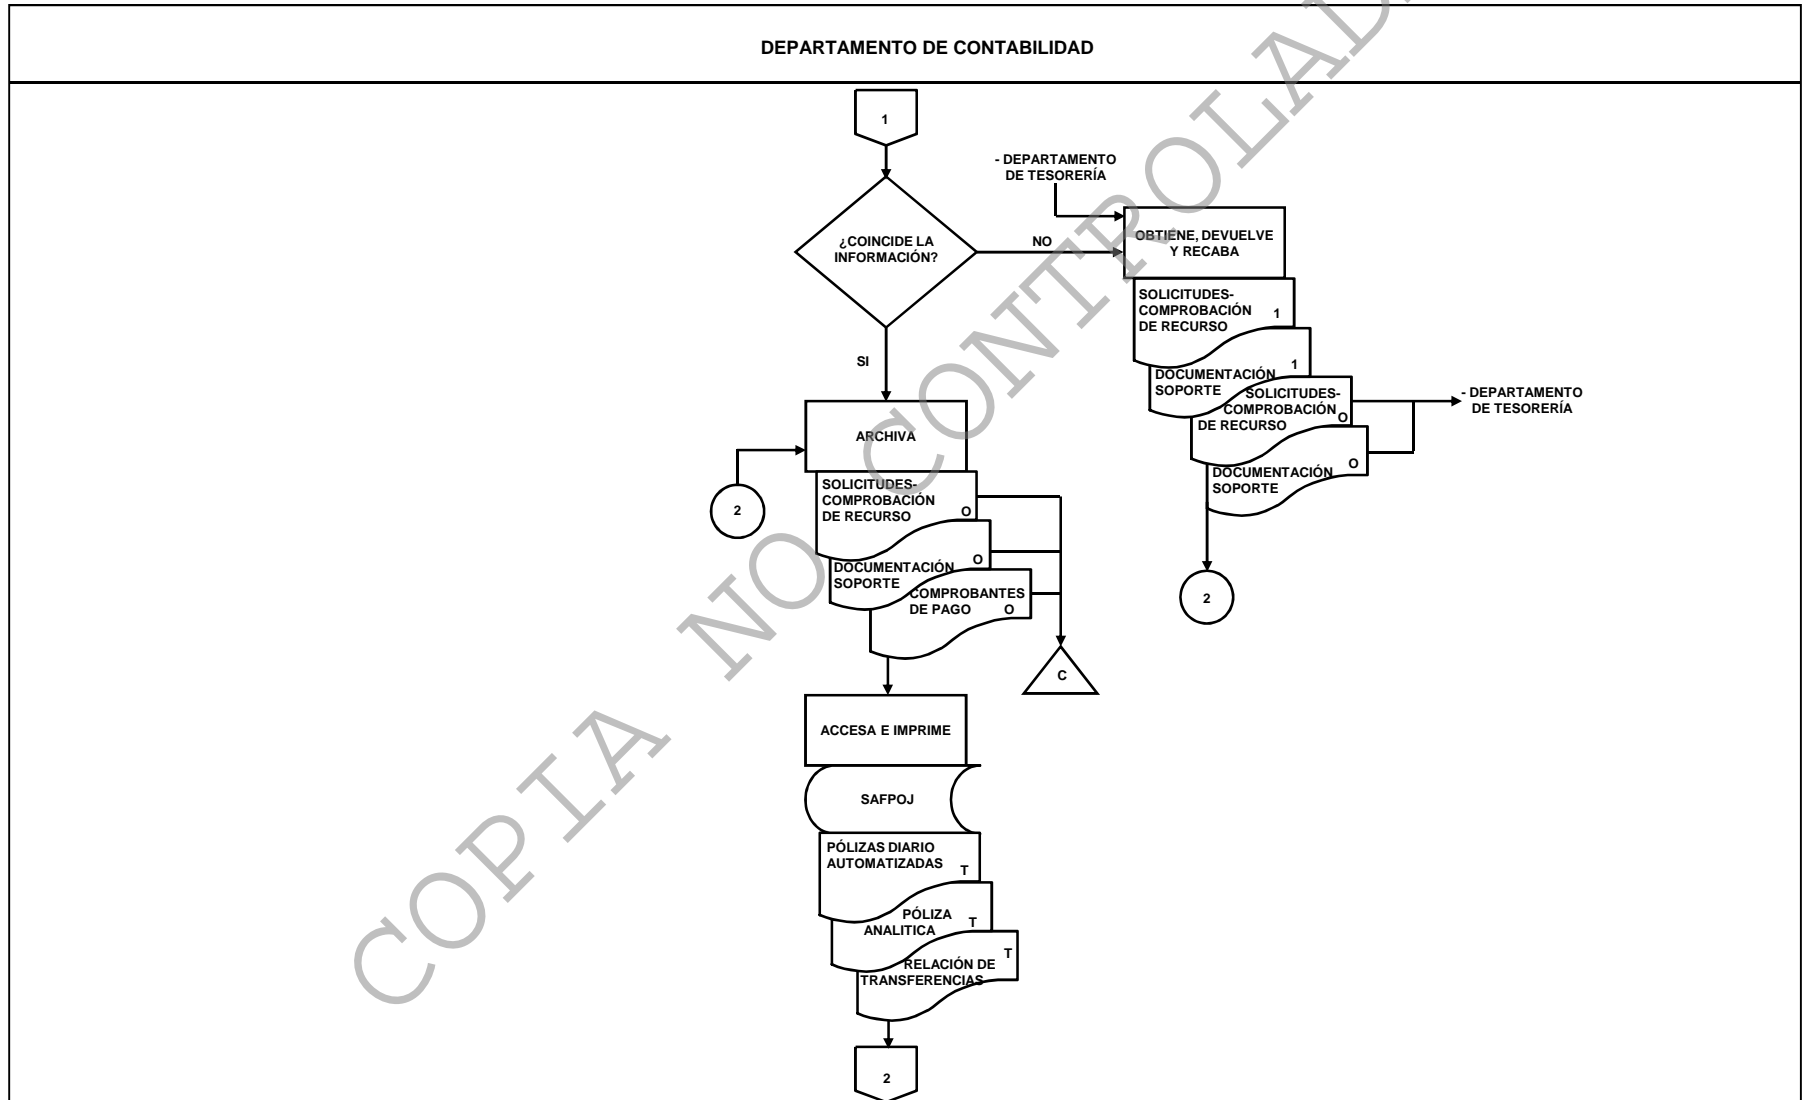 DEPARTAMENTO DE CONTABILIDAD
1
¿COINCIDE LA
INFORMACIÓN?
NO
SI
- DEPARTAMENTO
DE TESORERÍA
OBTIENE, DEVUELVE
Y RECABA
SOLICITUDES-
COMPROBACIÓN
DE RECURSO 1
DOCUMENTACIÓN 1
SOPORTE
SOLICITUDES-
COMPROBACIÓN
DE RECURSO O
DOCUMENTACIÓN O
SOPORTE
- DEPARTAMENTO
DE TESORERÍA
2
ARCHIVA
2
SOLICITUDES-
COMPROBACIÓN
DE RECURSO O
DOCUMENTACIÓN O
SOPORTE
COMPROBANTES
DE PAGO O
C
ACCESA E IMPRIME
SAFPOJ
PÓLIZAS DIARIO
AUTOMATIZADAS T
PÓLIZA
ANALITICA T
RELACIÓN DE T
TRANSFERENCIAS
2
COPIA NO CONTROLAD